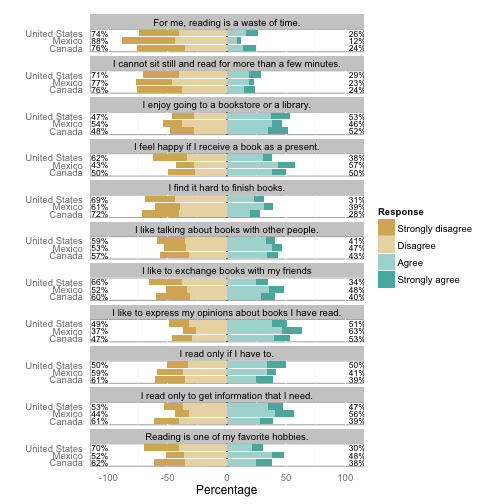 For me, reading is a waste of time.
United States 74% 26%
Mexico 88% 12%
Canada 76% 24%
I cannot sit still and read for more than a few minutes.
United States 71% 29%
Mexico 77% 23%
Canada 76% 24%
I enjoy going to a bookstore or a library.
United States 47% 53%
Mexico 54% 46%
Canada 48% 52%
I feel happy if I receive a book as a present.
United States 62% 38%
Mexico 43% 57%
Canada 50% 50%
I find it hard to finish books.
United States 69% 31%
Mexico 61% 39%
Canada 72% 28%
I like talking about books with other people.
United States 59% 41%
Mexico 53% 47%
Canada 57% 43%
I like to exchange books with my friends
United States 66% 34%
Mexico 52% 48%
Canada 60% 40%
I like to express my opinions about books I have read.
United States 49% 51%
Mexico 37% 63%
Canada 47% 53%
I read only if I have to.
United States 50% 50%
Mexico 59% 41%
Canada 61% 39%
I read only to get information that I need.
United States 53% 47%
Mexico 44% 56%
Canada 61% 39%
Reading is one of my favorite hobbies.
United States 70% 30%
Mexico 52% 48%
Canada 62% 38%
-100 -50 0 50 100
Percentage
Response
Strongly disagree
Disagree
Agree
Strongly agree